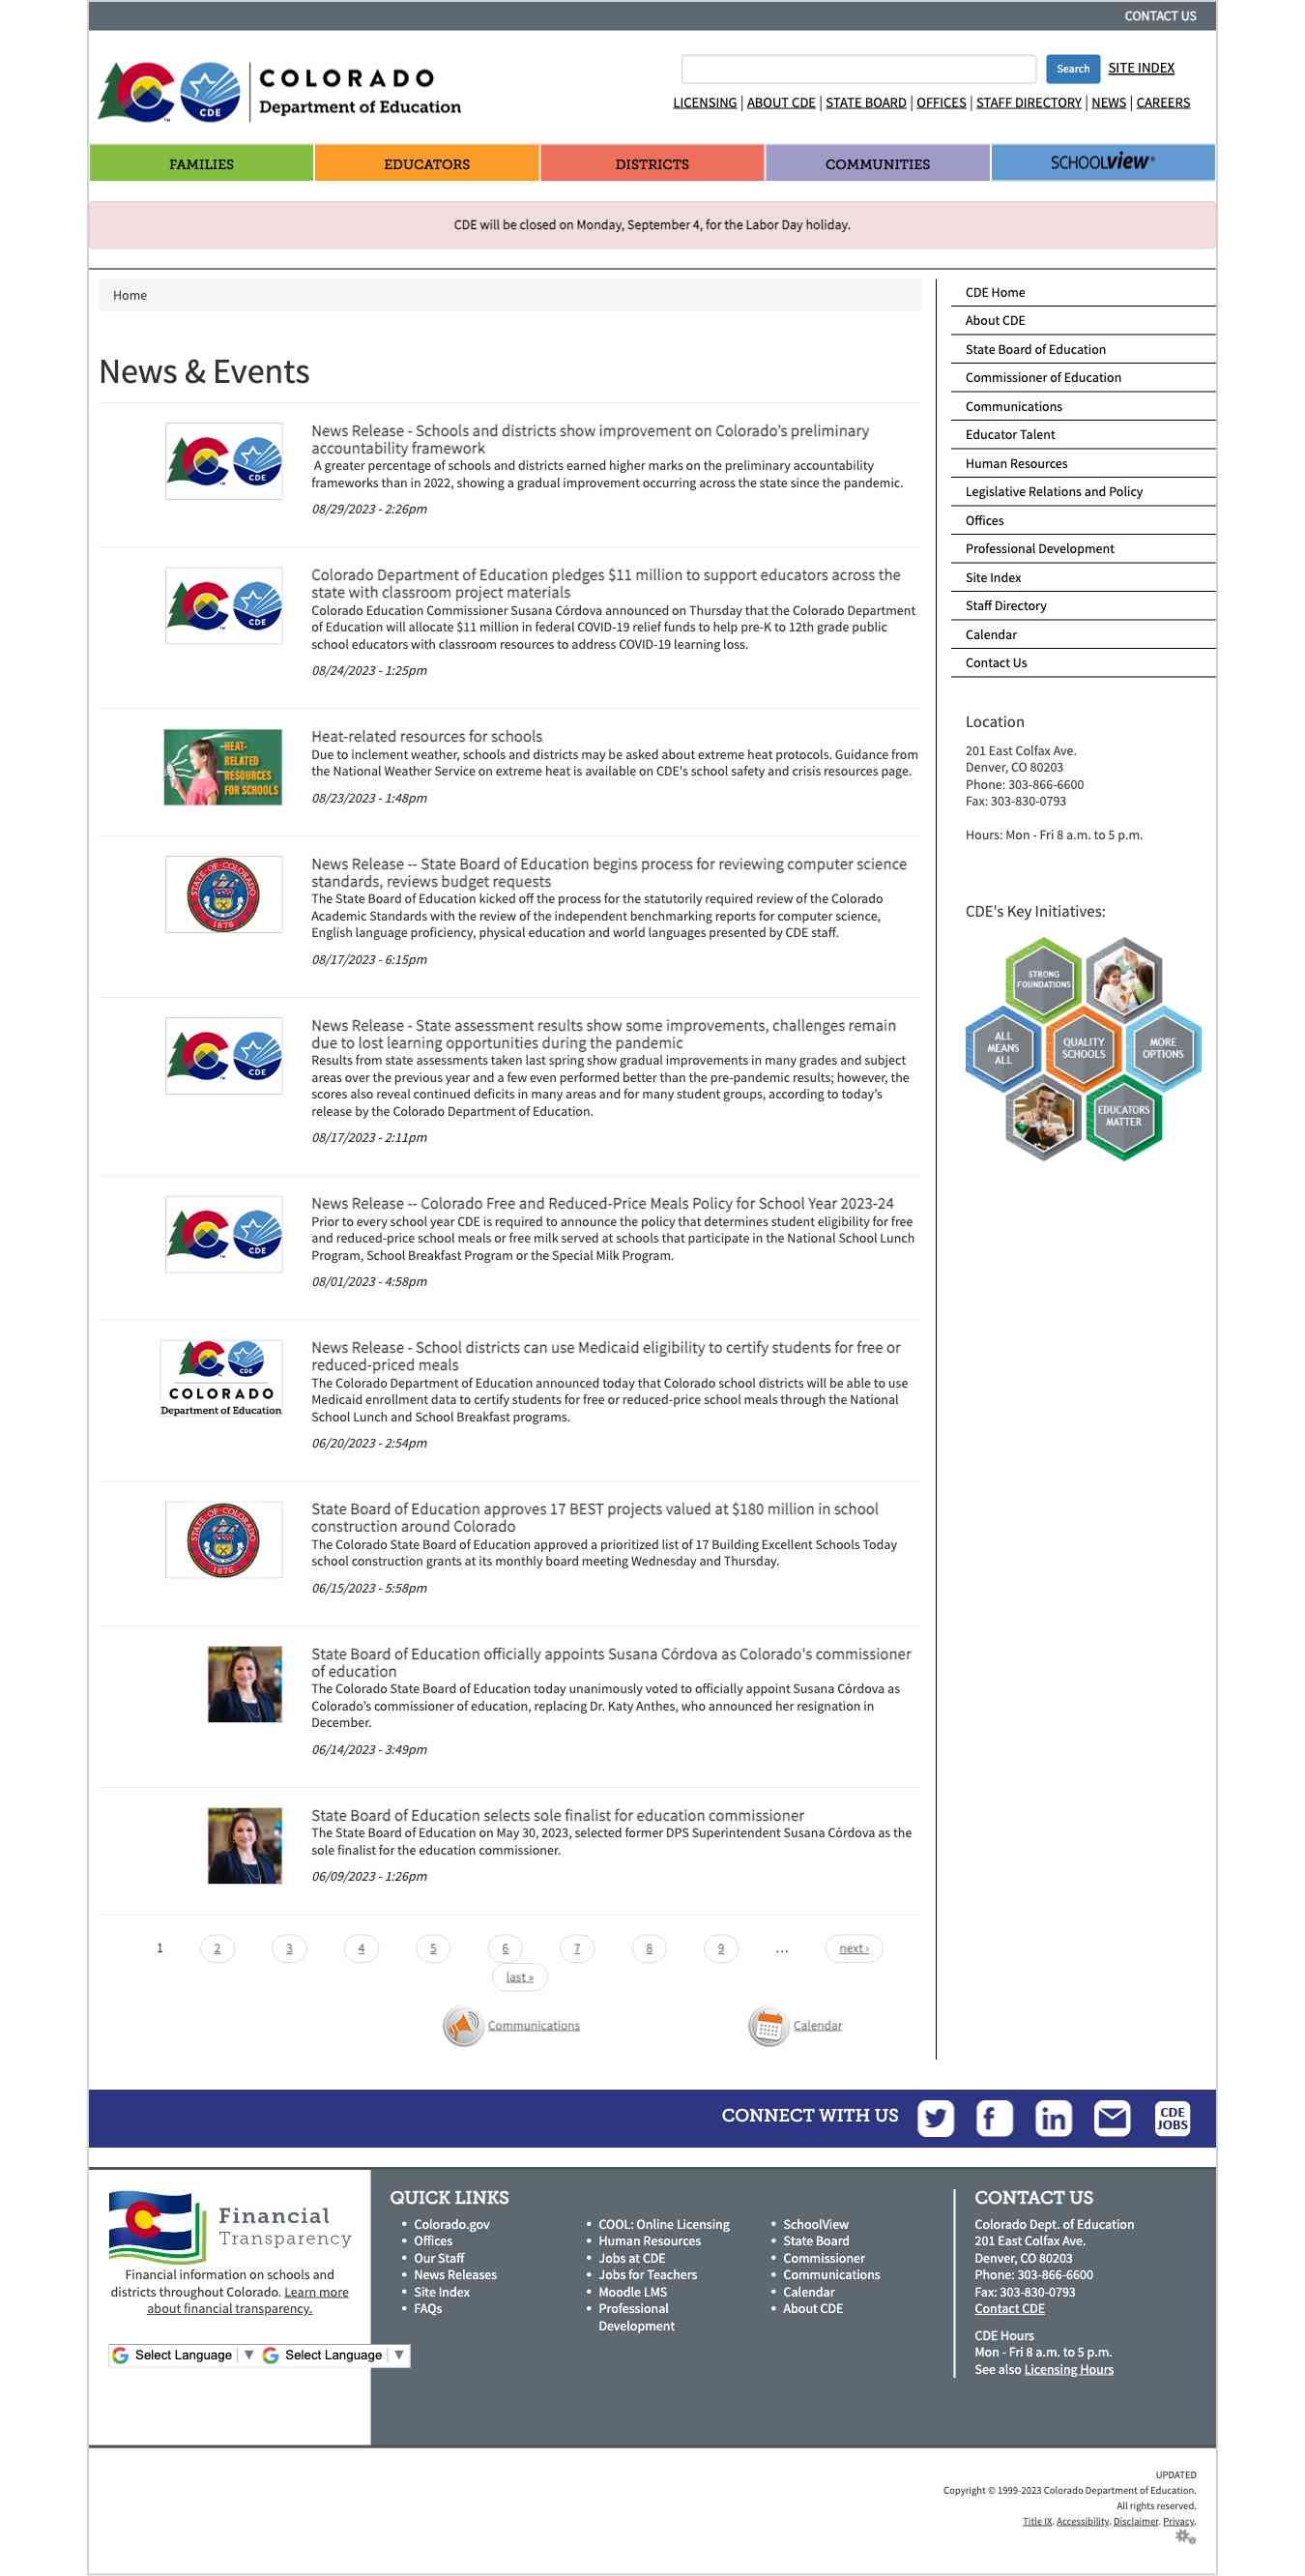 CONTACT US
COLORADO
Department of Education
CDE
Search
SITE INDEX
LICENSING | ABOUT CDE | STATE BOARD | OFFICES | STAFF DIRECTORY | NEWS | CAREERS
FAMILIES
EDUCATORS
DISTRICTS
COMMUNITIES
SCHOOLVIEW®
CDE will be closed on Monday, September 4, for the Labor Day holiday.
Home
News & Events
CDE
News Release - Schools and districts show improvement on Colorado’s preliminary
accountability framework
A greater percentage of schools and districts earned higher marks on the preliminary accountability
frameworks than in 2022, showing a gradual improvement occurring across the state since the pandemic.
08/29/2023 - 2:26pm
CDE
Colorado Department of Education pledges $11 million to support educators across the
state with classroom project materials
Colorado Education Commissioner Susana Córdova announced on Thursday that the Colorado Department
of Education will allocate $11 million in federal COVID-19 relief funds to help pre-K to 12th grade public
school educators with classroom resources to address COVID-19 learning loss.
08/24/2023 - 1:25pm
HEAT-
RELATED
RESOURCES
FOR SCHOOLS
Heat-related resources for schools
Due to inclement weather, schools and districts may be asked about extreme heat protocols. Guidance from
the National Weather Service on extreme heat is available on CDE's school safety and crisis resources page.
08/23/2023 - 1:48pm
STATE OF COLORADO
1876
News Release -- State Board of Education begins process for reviewing computer science
standards, reviews budget requests
The State Board of Education kicked off the process for the statutorily required review of the Colorado
Academic Standards with the review of the independent benchmarking reports for computer science,
English language proficiency, physical education and world languages presented by CDE staff.
08/17/2023 - 6:15pm
CDE
News Release - State assessment results show some improvements, challenges remain
due to lost learning opportunities during the pandemic
Results from state assessments taken last spring show gradual improvements in many grades and subject
areas over the previous year and a few even performed better than the pre-pandemic results; however, the
scores also reveal continued deficits in many areas and for many student groups, according to today’s
release by the Colorado Department of Education.
08/17/2023 - 2:11pm
CDE
News Release -- Colorado Free and Reduced-Price Meals Policy for School Year 2023-24
Prior to every school year CDE is required to announce the policy that determines student eligibility for free
and reduced-price school meals or free milk served at schools that participate in the National School Lunch
Program, School Breakfast Program or the Special Milk Program.
08/01/2023 - 4:58pm
CDE
COLORADO
Department of Education
News Release - School districts can use Medicaid eligibility to certify students for free or
reduced-priced meals
The Colorado Department of Education announced today that Colorado school districts will be able to use
Medicaid enrollment data to certify students for free or reduced-price school meals through the National
School Lunch and School Breakfast programs.
06/20/2023 - 2:54pm
STATE OF COLORADO
1876
State Board of Education approves 17 BEST projects valued at $180 million in school
construction around Colorado
The Colorado State Board of Education approved a prioritized list of 17 Building Excellent Schools Today
school construction grants at its monthly board meeting Wednesday and Thursday.
06/15/2023 - 5:58pm
State Board of Education officially appoints Susana Córdova as Colorado's commissioner
of education
The Colorado State Board of Education today unanimously voted to officially appoint Susana Córdova as
Colorado’s commissioner of education, replacing Dr. Katy Anthes, who announced her resignation in
December.
06/14/2023 - 3:49pm
State Board of Education selects sole finalist for education commissioner
The State Board of Education on May 30, 2023, selected former DPS Superintendent Susana Córdova as the
sole finalist for the education commissioner.
06/09/2023 - 1:26pm
1 2 3 4 5 6 7 8 9 … next ›
last »
Communications
Calendar
CDE Home
About CDE
State Board of Education
Commissioner of Education
Communications
Educator Talent
Human Resources
Legislative Relations and Policy
Offices
Professional Development
Site Index
Staff Directory
Calendar
Contact Us
Location
201 East Colfax Ave.
Denver, CO 80203
Phone: 303-866-6600
Fax: 303-830-0793
Hours: Mon - Fri 8 a.m. to 5 p.m.
CDE's Key Initiatives:
STRONG
FOUNDATIONS
ALL
MEANS
ALL
QUALITY
SCHOOLS
MORE
OPTIONS
EDUCATORS
MATTER
CONNECT WITH US
CDE
JOBS
Financial
Transparency
Financial information on schools and
districts throughout Colorado. Learn more
about financial transparency.
Select Language ▼
Select Language ▼
QUICK LINKS
Colorado.gov
Offices
Our Staff
News Releases
Site Index
FAQs
COOL: Online Licensing
Human Resources
Jobs at CDE
Jobs for Teachers
Moodle LMS
Professional
Development
SchoolView
State Board
Commissioner
Communications
Calendar
About CDE
CONTACT US
Colorado Dept. of Education
201 East Colfax Ave.
Denver, CO 80203
Phone: 303-866-6600
Fax: 303-830-0793
Contact CDE
CDE Hours
Mon - Fri 8 a.m. to 5 p.m.
See also Licensing Hours
UPDATED
Copyright © 1999-2023 Colorado Department of Education.
All rights reserved.
Title IX. Accessibility. Disclaimer. Privacy.